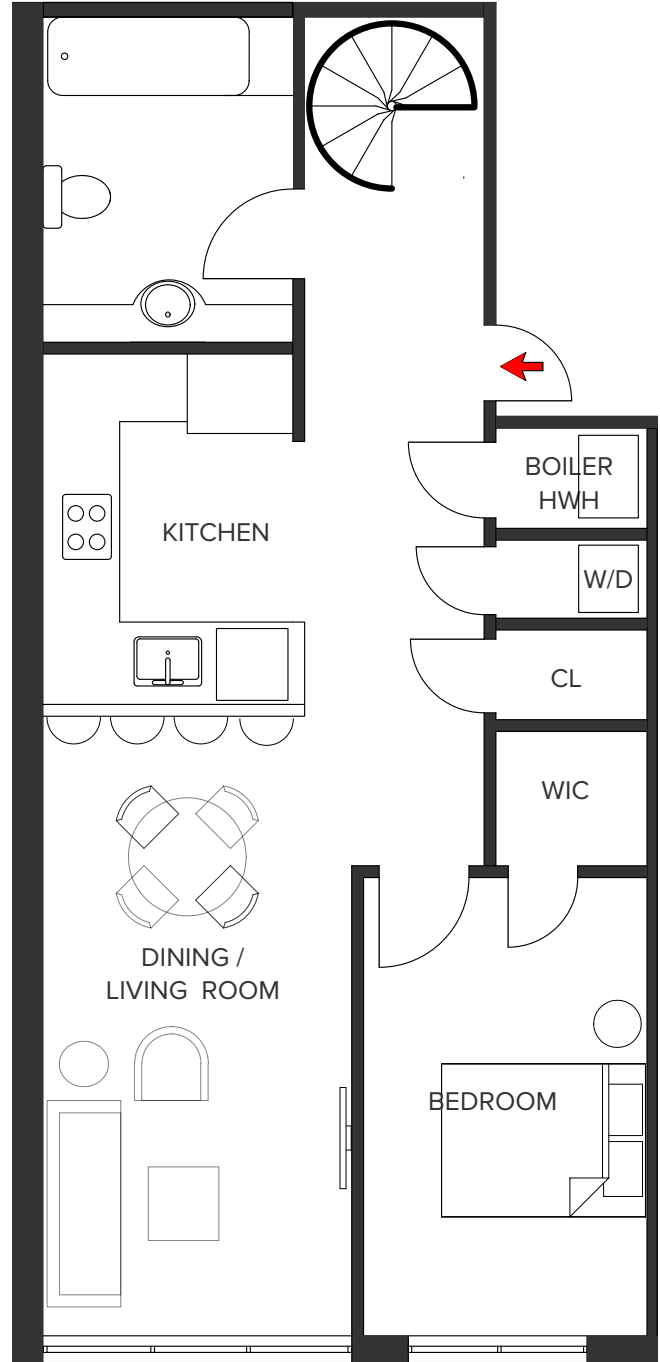 BOILER
HWH
KITCHEN
W/D
CL
WIC
DINING /
LIVING ROOM
BEDROOM